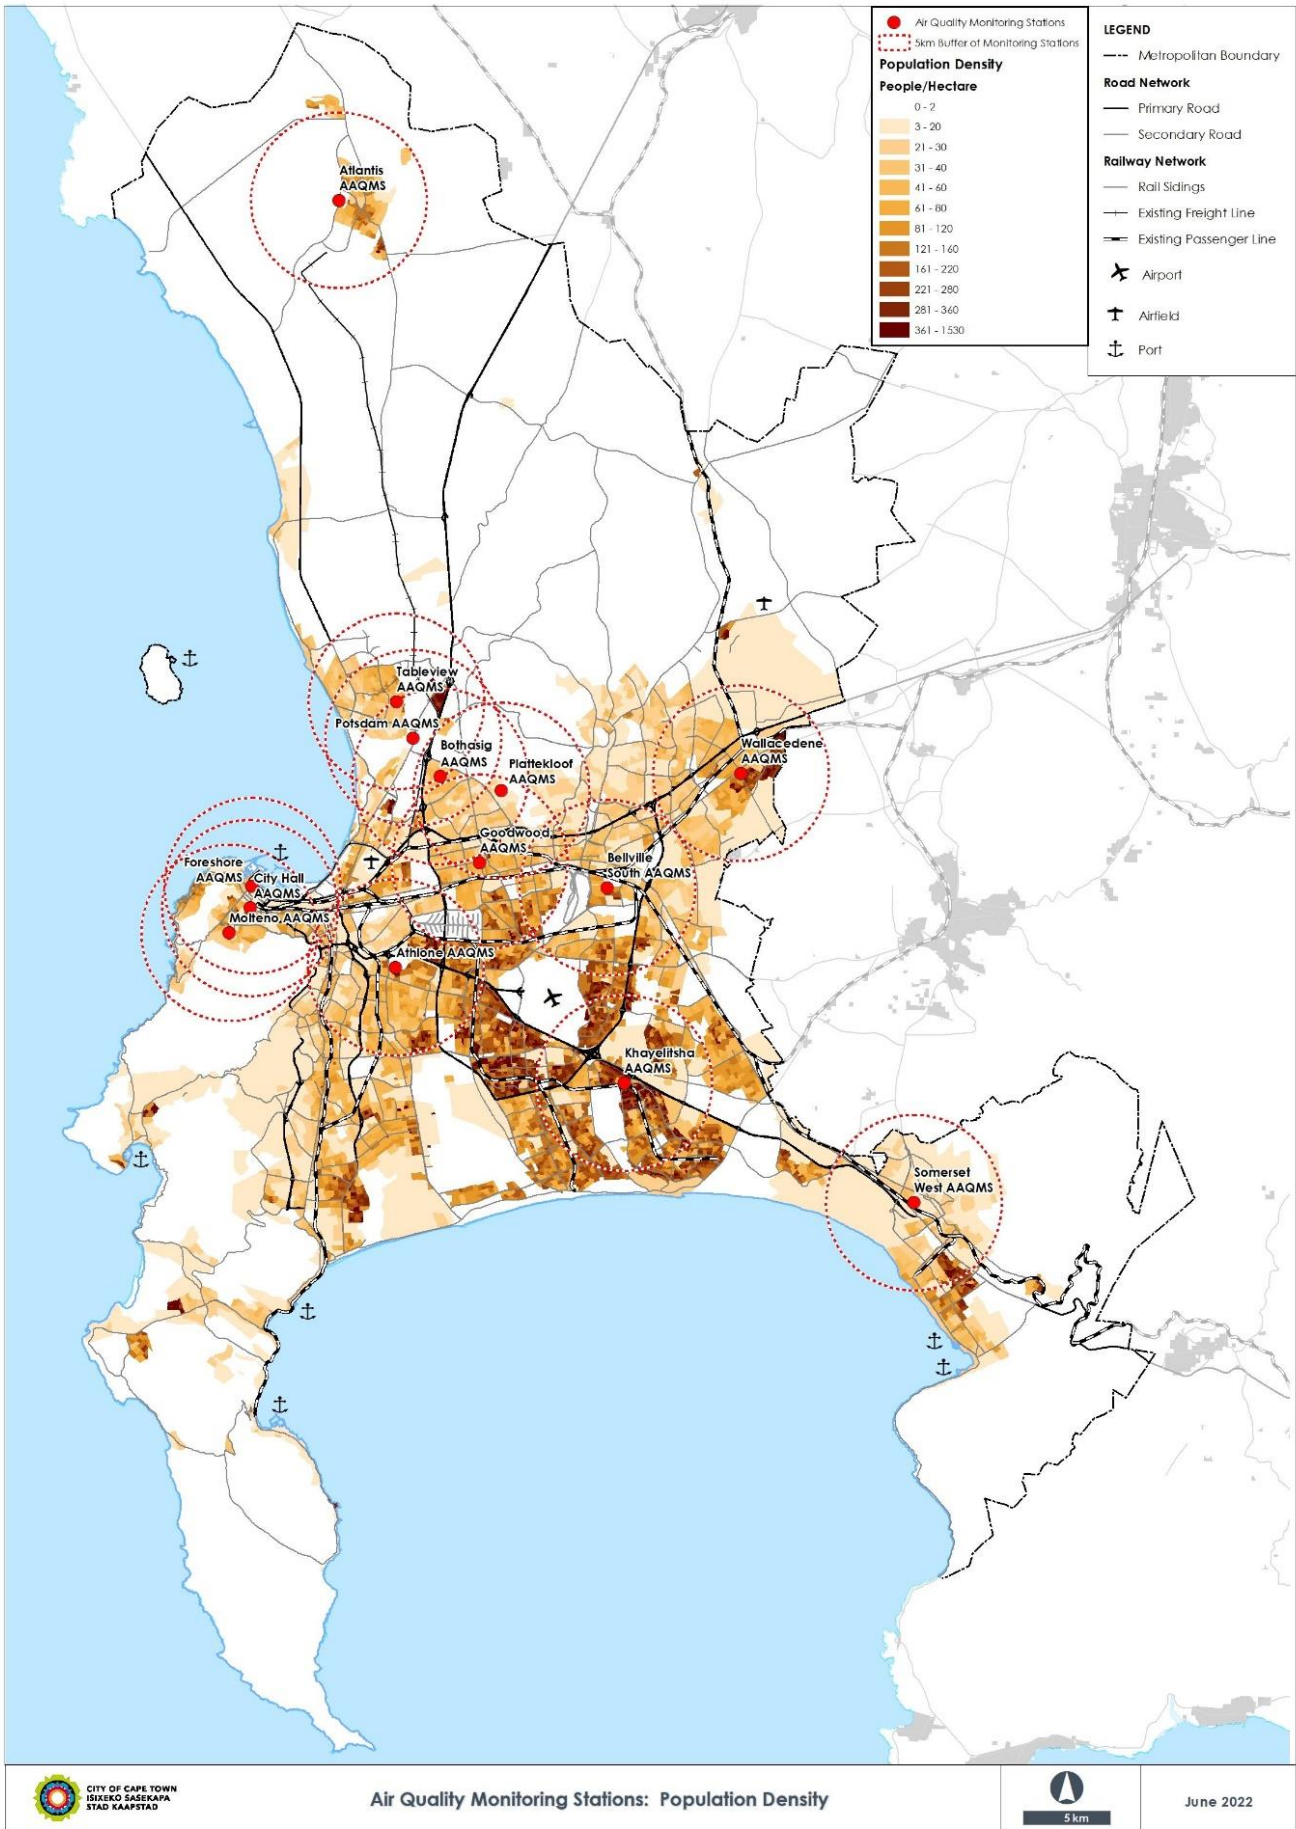 Air Quality Monitoring Stations
5km Buffer of Monitoring Stations
Population Density
People/Hectare
0 - 2
3 - 20
21 - 30
31 - 40
41 - 60
61 - 80
81 - 120
121 - 160
161 - 220
221 - 280
281 - 360
361 - 1530
LEGEND
Metropolitan Boundary
Road Network
Primary Road
Secondary Road
Railway Network
Rail Sidings
Existing Freight Line
Existing Passenger Line
Airport
Airfield
Port
Atlantis
AAQMS
Tableview
AAQMS
Potsdam AAQMS
Bothasig
AAQMS
Plattekloof
AAQMS
Wallacedene
AAQMS
Goodwood
AAQMS
Bellville
South AAQMS
Foreshore
AAQMS
City Hall
AAQMS
Molteno AAQMS
Athlone AAQMS
Khayelitsha
AAQMS
Somerset
West AAQMS
CITY OF CAPE TOWN
ISIXEKO SASEKAPA
STAD KAAPSTAD
Air Quality Monitoring Stations: Population Density
5 km
June 2022